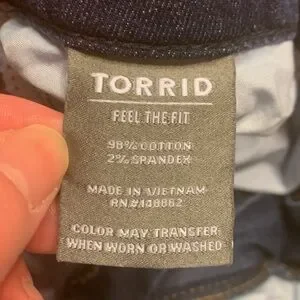 TORRID
FEEL THE FIT
98% COTTON
2% SPANDEX
MADE IN VIETNAM
RN#148662
COLOR MAY TRANSFER
WHEN WORN OR WASHED